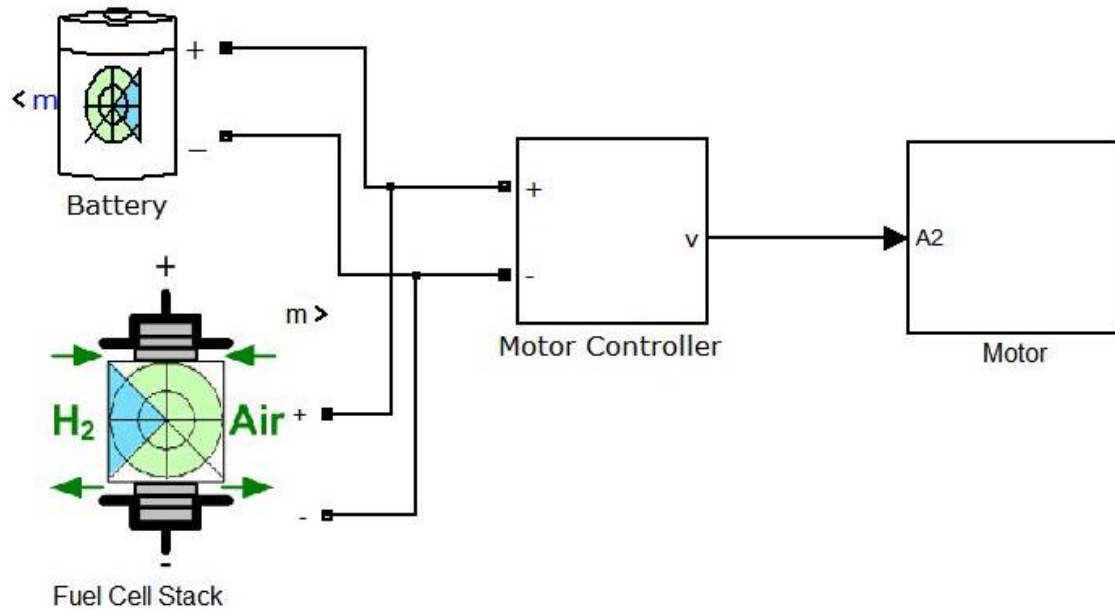 +
< m
−
Battery
+
-
v
A2
Motor Controller
Motor
+
m >
H₂ Air
+
-
-
Fuel Cell Stack